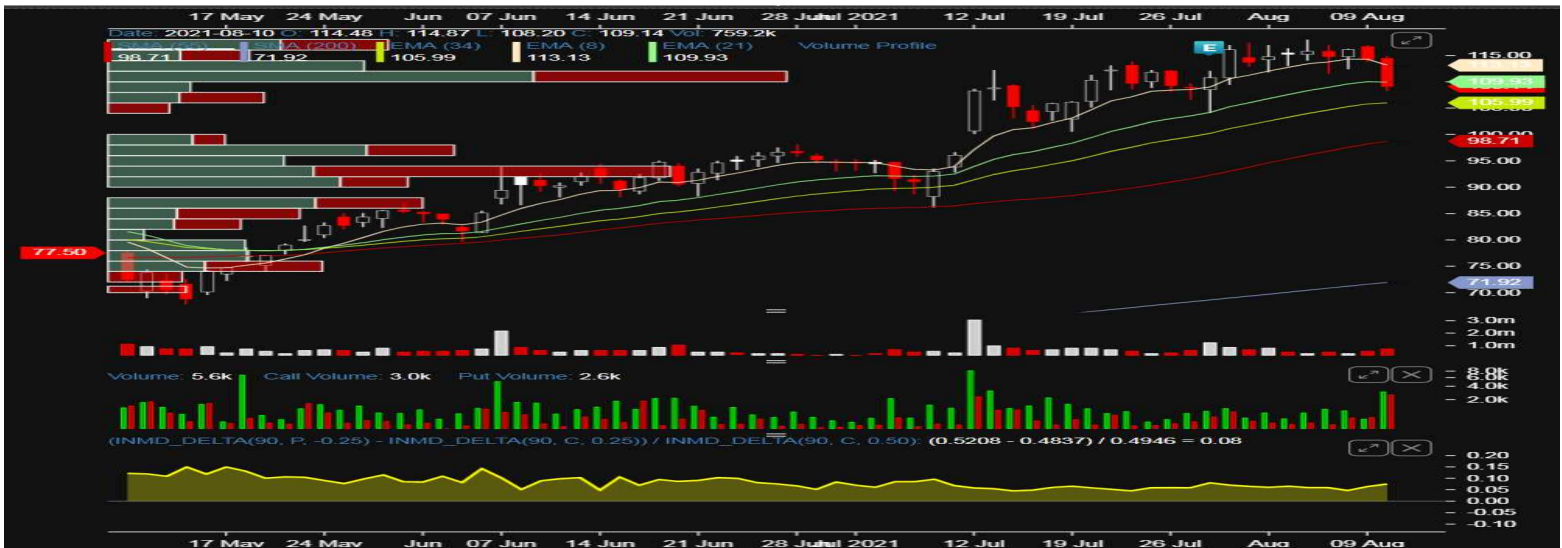 17 May 24 May Jun 07 Jun 14 Jun 21 Jun 28 Jun 2021 12 Jul 19 Jul 26 Jul Aug 09 Aug
Date: 2021-08-10 O: 114.48 H: 114.87 L: 108.20 C: 109.14 Vol: 759.2k
SMA (200) EMA (34) EMA (8) EMA (21) Volume Profile
98.71 71.92 105.99 113.13 109.93
E
115.00
113.13
109.93
105.99
100.00
98.71
95.00
90.00
85.00
80.00
77.50
75.00
71.92
70.00
3.0m
2.0m
1.0m
Volume: 5.6k Call Volume: 3.0k Put Volume: 2.6k
8.0k
6.0k
4.0k
2.0k
(INMD_DELTA(90, P, -0.25) - INMD_DELTA(90, C, 0.25)) / INMD_DELTA(90, C, 0.50): (0.5208 - 0.4837) / 0.4946 = 0.08
0.20
0.15
0.10
0.05
0.00
-0.05
-0.10
17 May 24 May Jun 07 Jun 14 Jun 21 Jun 28 Jun 2021 12 Jul 19 Jul 26 Jul Aug 09 Aug